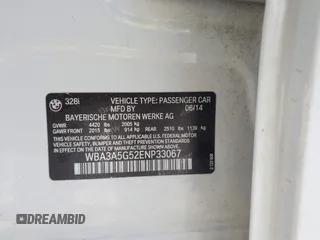 328i VEHICLE TYPE: PASSENGER CAR
MFD BY 06/14
BAYERISCHE MOTOREN WERKE AG
GVWR 4420 lbs 2005 kg
GAWR FRONT 2015 lbs 914 kg REAR 2510 lbs 1139 kg
THIS VEHICLE CONFORMS TO ALL APPLICABLE
U.S. FEDERAL MOTOR VEHICLE
SAFETY, BUMPER AND THEFT
PREVENTION STANDARDS IN EFFECT ON THE DATE
OF MANUFACTURE SHOWN ABOVE.
WBA3A5G52ENP33067
AUTOBIDMASTER
DREAMBID